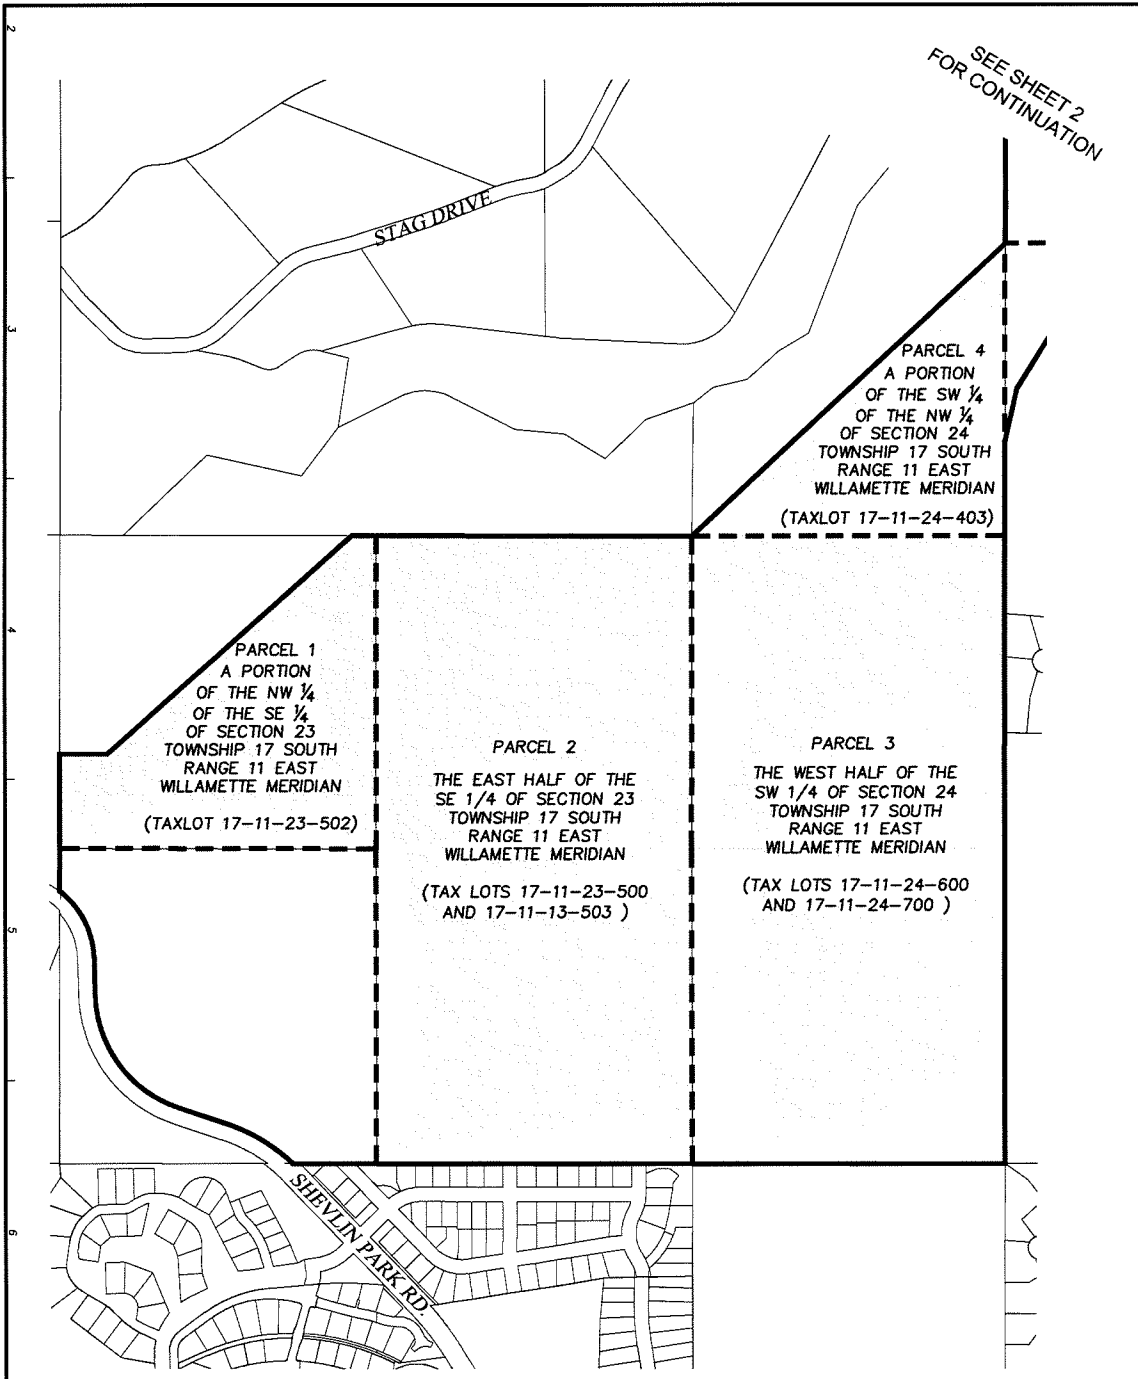 SEE SHEET 2
FOR CONTINUATION
2
STAG DRIVE
3
PARCEL 4
A PORTION
OF THE SW ¼
OF THE NW ¼
OF SECTION 24
TOWNSHIP 17 SOUTH
RANGE 11 EAST
WILLAMETTE MERIDIAN
(TAXLOT 17-11-24-403)
4
PARCEL 1
A PORTION
OF THE NW ¼
OF THE SE ¼
OF SECTION 23
TOWNSHIP 17 SOUTH
RANGE 11 EAST
WILLAMETTE MERIDIAN
(TAXLOT 17-11-23-502)
PARCEL 2
THE EAST HALF OF THE
SE 1/4 OF SECTION 23
TOWNSHIP 17 SOUTH
RANGE 11 EAST
WILLAMETTE MERIDIAN
(TAX LOTS 17-11-23-500
AND 17-11-13-503 )
PARCEL 3
THE WEST HALF OF THE
SW 1/4 OF SECTION 24
TOWNSHIP 17 SOUTH
RANGE 11 EAST
WILLAMETTE MERIDIAN
(TAX LOTS 17-11-24-600
AND 17-11-24-700 )
5
6
SHEVLIN PARK RD.